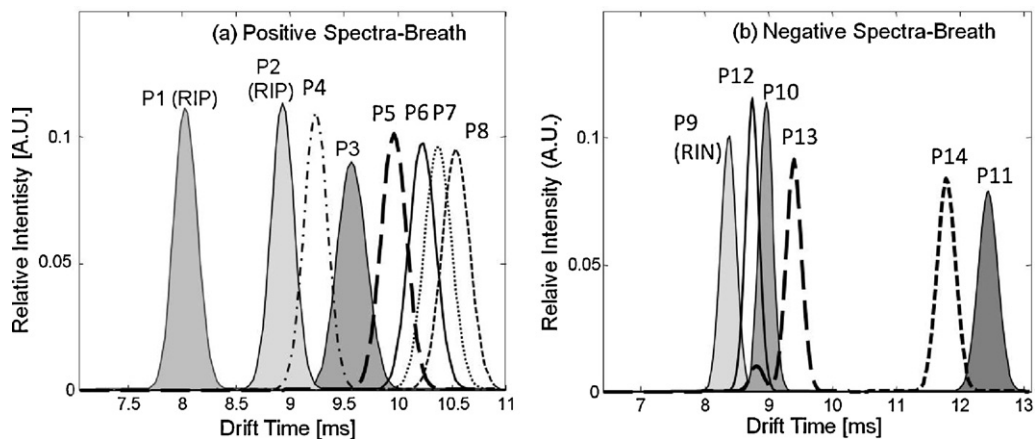 (a) Positive Spectra-Breath
P1 (RIP)
P2
(RIP)
P4
P3
P5
P6
P7
P8
0.1
0.05
0
Relative Intentisty [A.U.]
7.5
8
8.5
9
9.5
10
10.5
11
Drift Time [ms]
(b) Negative Spectra-Breath
P9
(RIN)
P12
P10
P13
P14
P11
0.1
0.05
0
Relaive Intensity (A.U.)
7
8
9
10
11
12
13
Drift Time [ms]